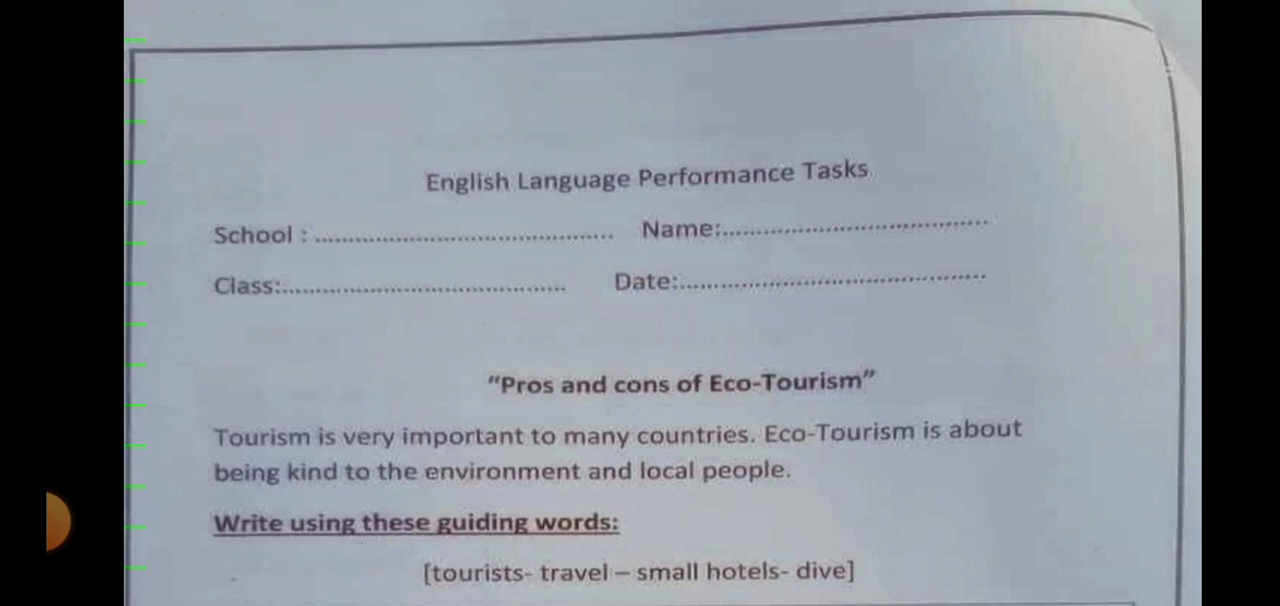 English Language Performance Tasks
School : ............................................ Name:........................................
Class:.......................................... Date:..............................................
“Pros and cons of Eco-Tourism”
Tourism is very important to many countries. Eco-Tourism is about
being kind to the environment and local people.
Write using these guiding words:
[tourists- travel – small hotels- dive]